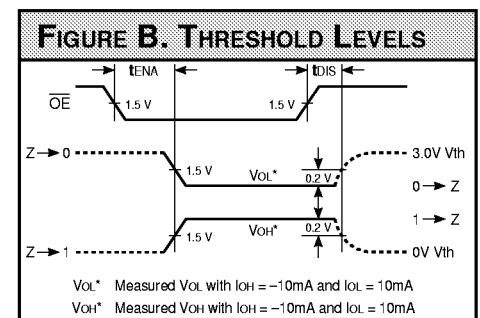 FIGURE B. THRESHOLD LEVELS
tENA
tDIS
OE
1.5 V
1.5 V
Z→0
3.0V Vth
1.5 V
VOL*
0.2 V
0→Z
1→Z
1.5 V
VOH*
0.2 V
Z→1
0V Vth
VOL* Measured VOL with IOH = –10mA and IOL = 10mA
VOH* Measured VOH with IOH = –10mA and IOL = 10mA